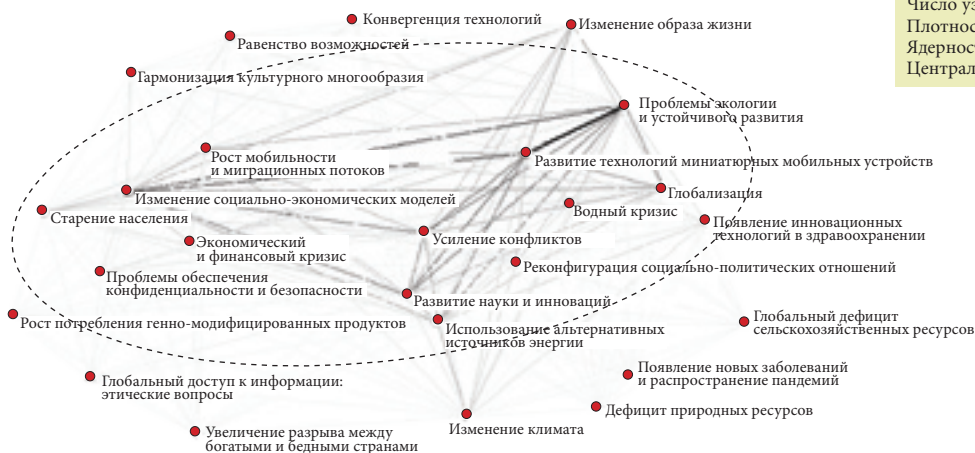 Число
Плотнос
Ядернос
Централ
Конвергенция технологий
Изменение образа жизни
Равенство возможностей
Гармонизация культурного многообразия
Проблемы экологии
и устойчивого развития
Рост мобильности
и миграционных потоков
Развитие технологий миниатюрных мобильных устройств
Изменение социально-экономических моделей
Глобализация
Старение населения
Водный кризис
Появление инновационных
технологий в здравоохранении
Экономический
и финансовый кризис
Усиление конфликтов
Реконфигурация социально-политических отношений
Проблемы обеспечения
конфиденциальности и безопасности
Развитие науки и инноваций
Рост потребления генно-модифицированных продуктов
Использование альтернативных
источников энергии
Глобальный дефицит
сельскохозяйственных ресурсов
Глобальный доступ к информации:
этические вопросы
Появление новых заболеваний
и распространение пандемий
Дефицит природных ресурсов
Изменение климата
Увеличение разрыва между
богатыми и бедными странами